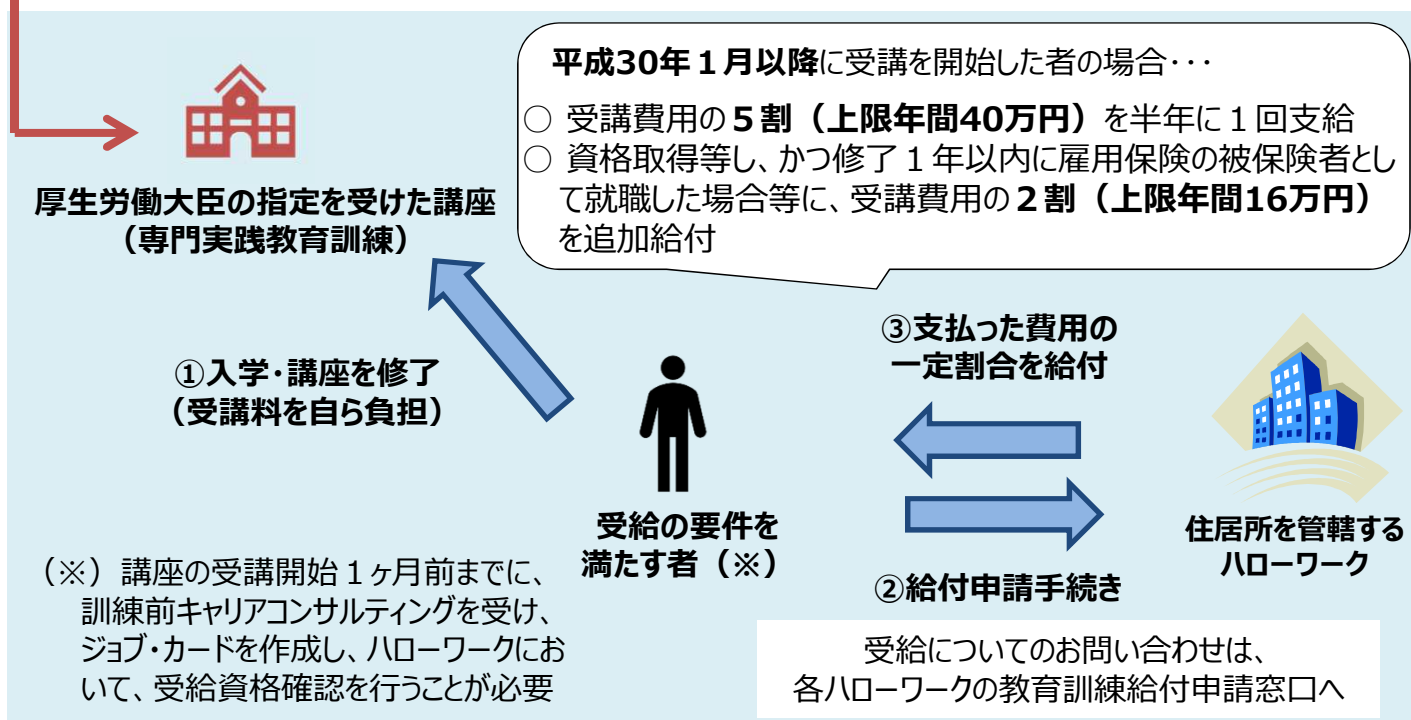 平成30年１月以降に受講を開始した者の場合･･･
○ 受講費用の５割（上限年間40万円）を半年に１回支給
○ 資格取得等し、かつ修了１年以内に雇用保険の被保険者とし
て就職した場合等に、受講費用の２割（上限年間16万円）
を追加給付
厚生労働大臣の指定を受けた講座
（専門実践教育訓練）
①入学･講座を修了
（受講料を自ら負担）
③支払った費用の
一定割合を給付
受給の要件を
満たす者（※）
②給付申請手続き
住居所を管轄する
ハローワーク
（※）講座の受講開始１ヶ月前までに、
訓練前キャリアコンサルティングを受け、
ジョブ・カードを作成し、ハローワークにお
いて、受給資格確認を行うことが必要
受給についてのお問い合わせは、
各ハローワークの教育訓練給付申請窓口へ